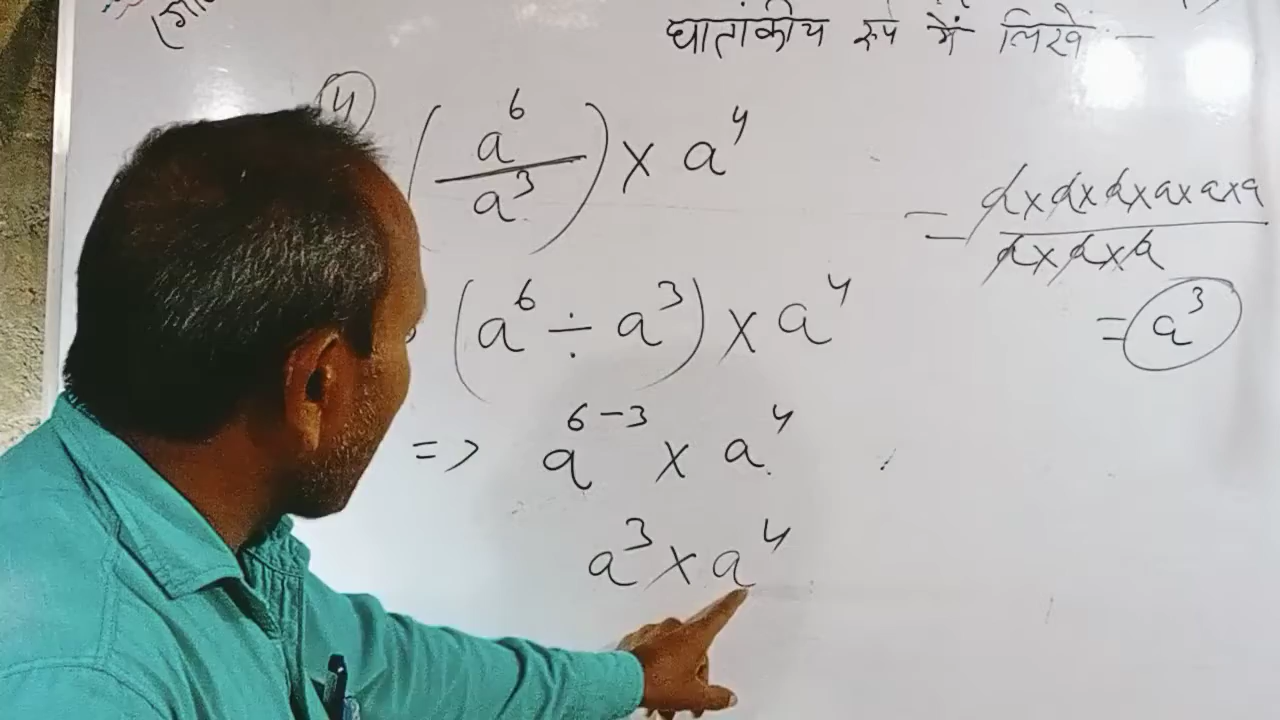 घातांकीय रूप में लिखें :—
(4) (a⁶/a³) × a⁴
= a×a×a×a×a×a / a×a×a
= a³
(a⁶ ÷ a³) × a⁴
=> a⁶⁻³ × a⁴
a³ × a⁴